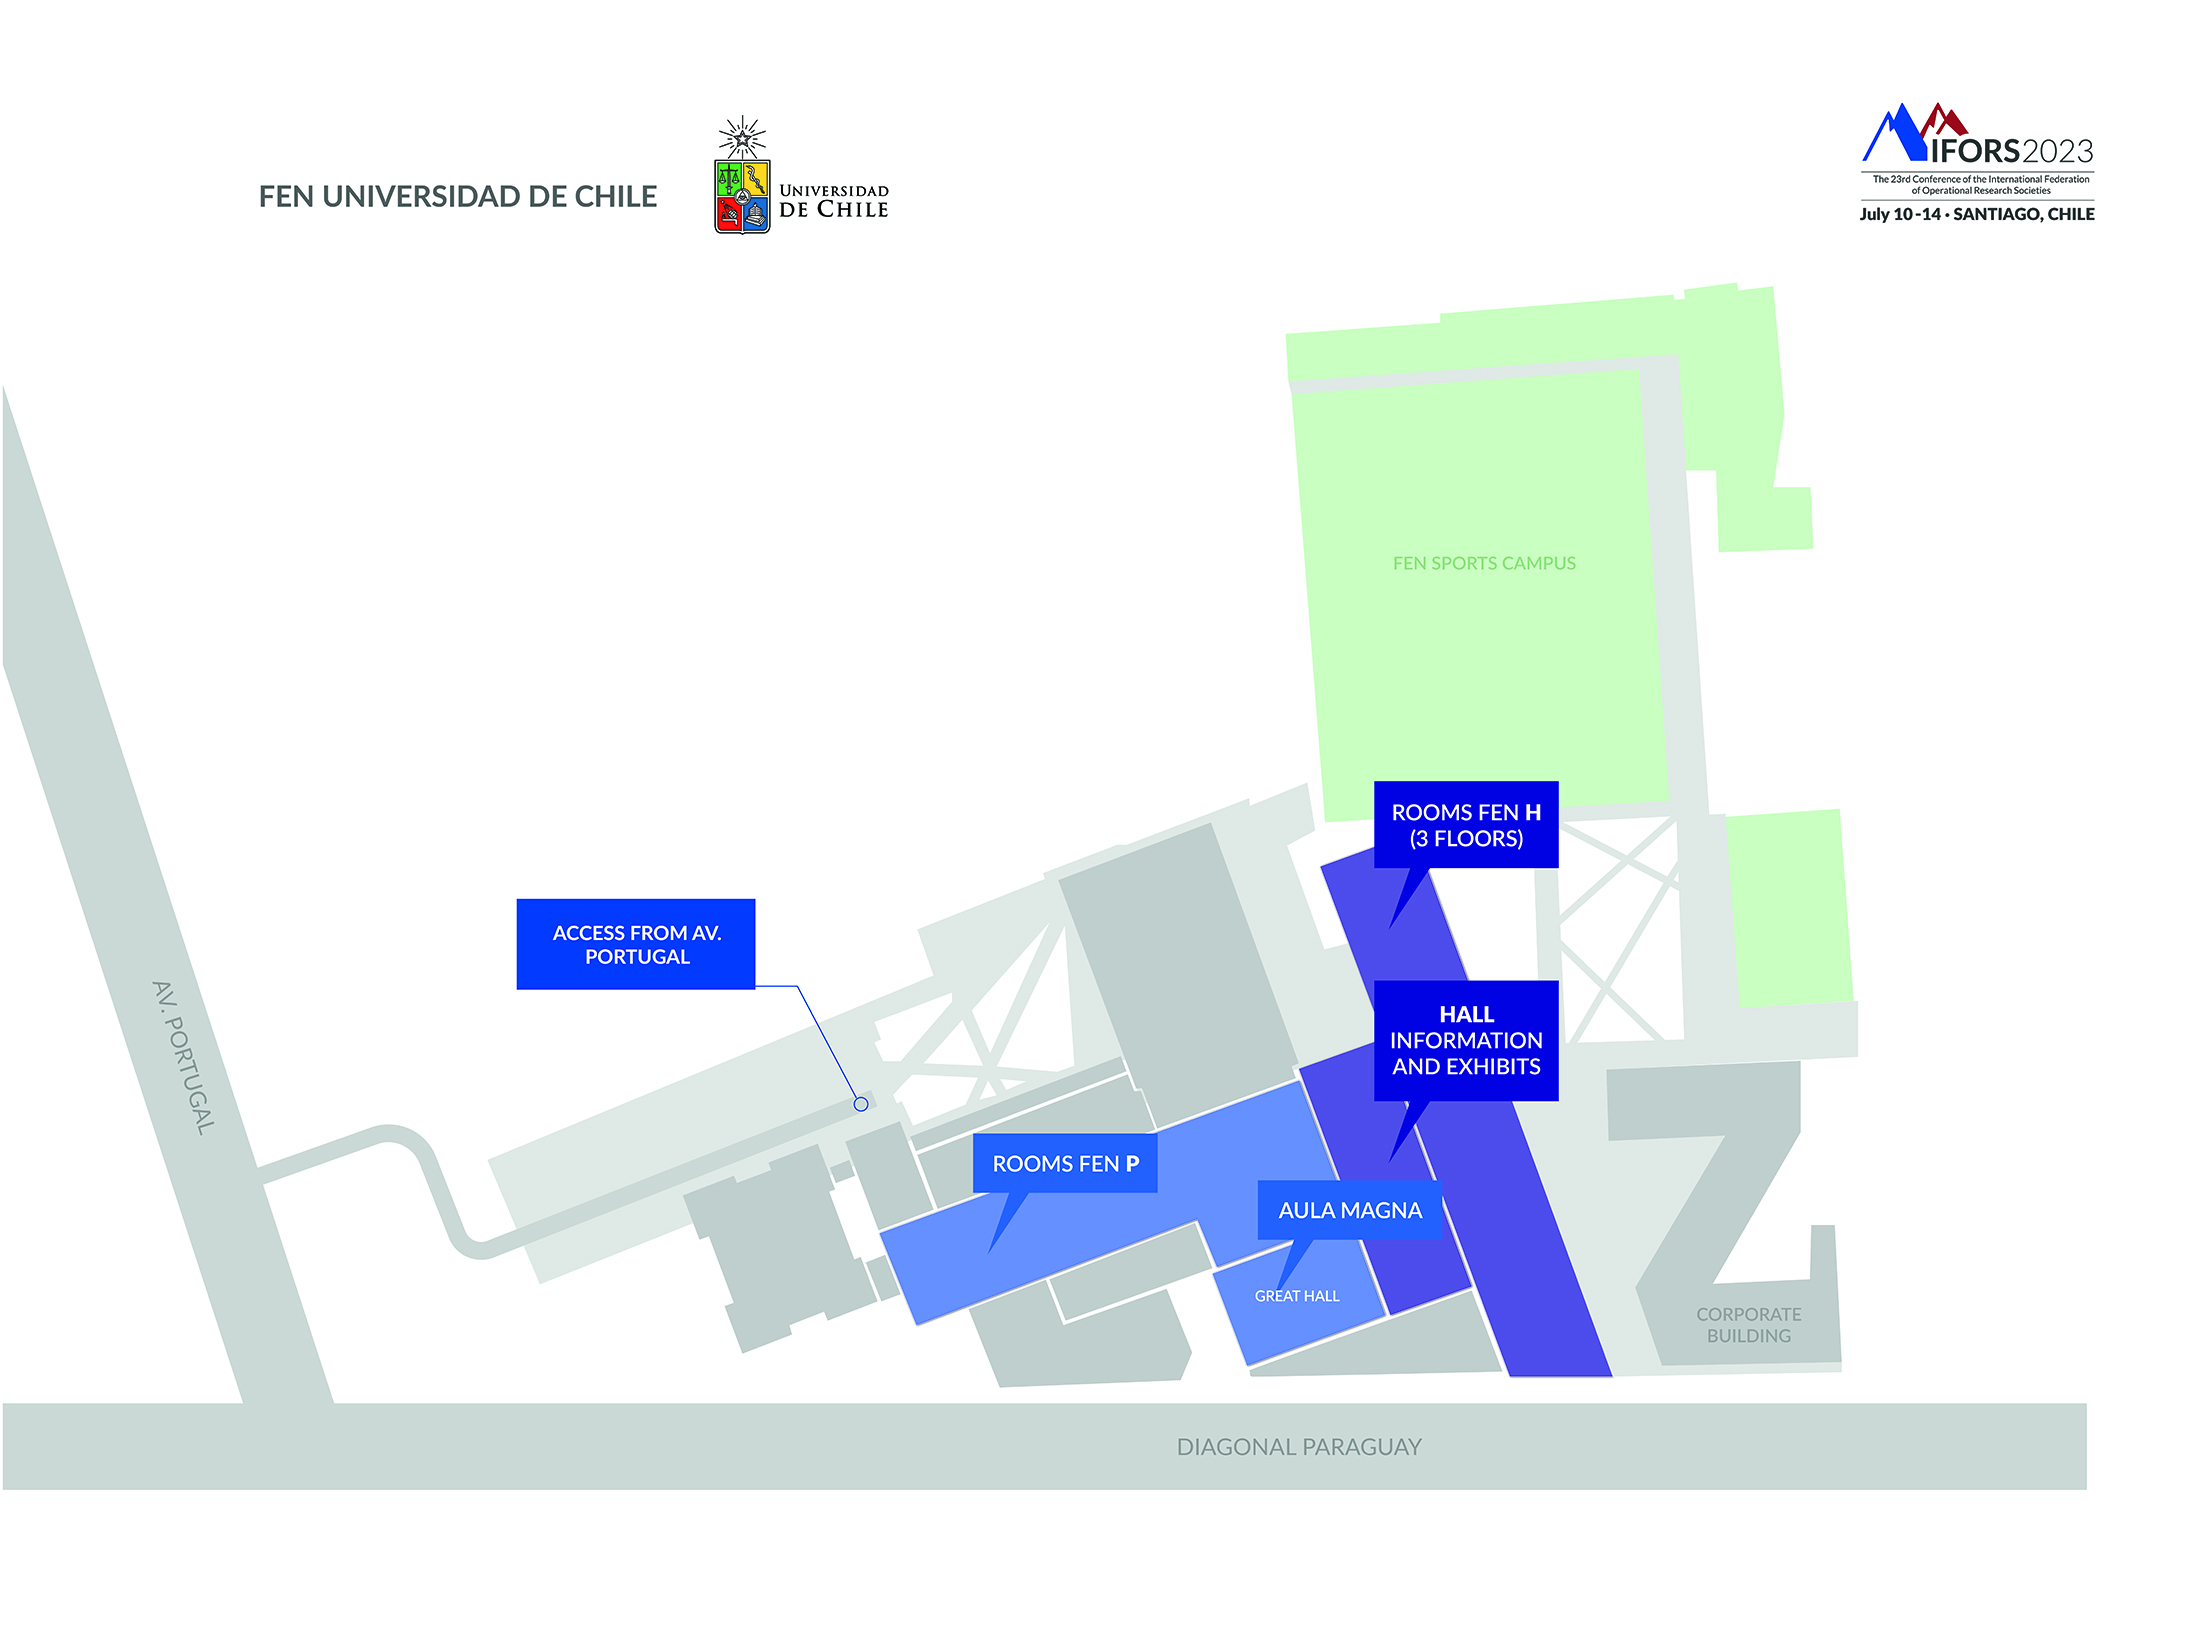 FEN UNIVERSIDAD DE CHILE
UNIVERSIDAD
DE CHILE
IFORS2023
The 23rd Conference of the International Federation
of Operational Research Societies
July 10-14 • SANTIAGO, CHILE
FEN SPORTS CAMPUS
ROOMS FEN H
(3 FLOORS)
ACCESS FROM AV.
PORTUGAL
HALL
INFORMATION
AND EXHIBITS
AV. PORTUGAL
ROOMS FEN P
AULA MAGNA
GREAT HALL
CORPORATE
BUILDING
DIAGONAL PARAGUAY